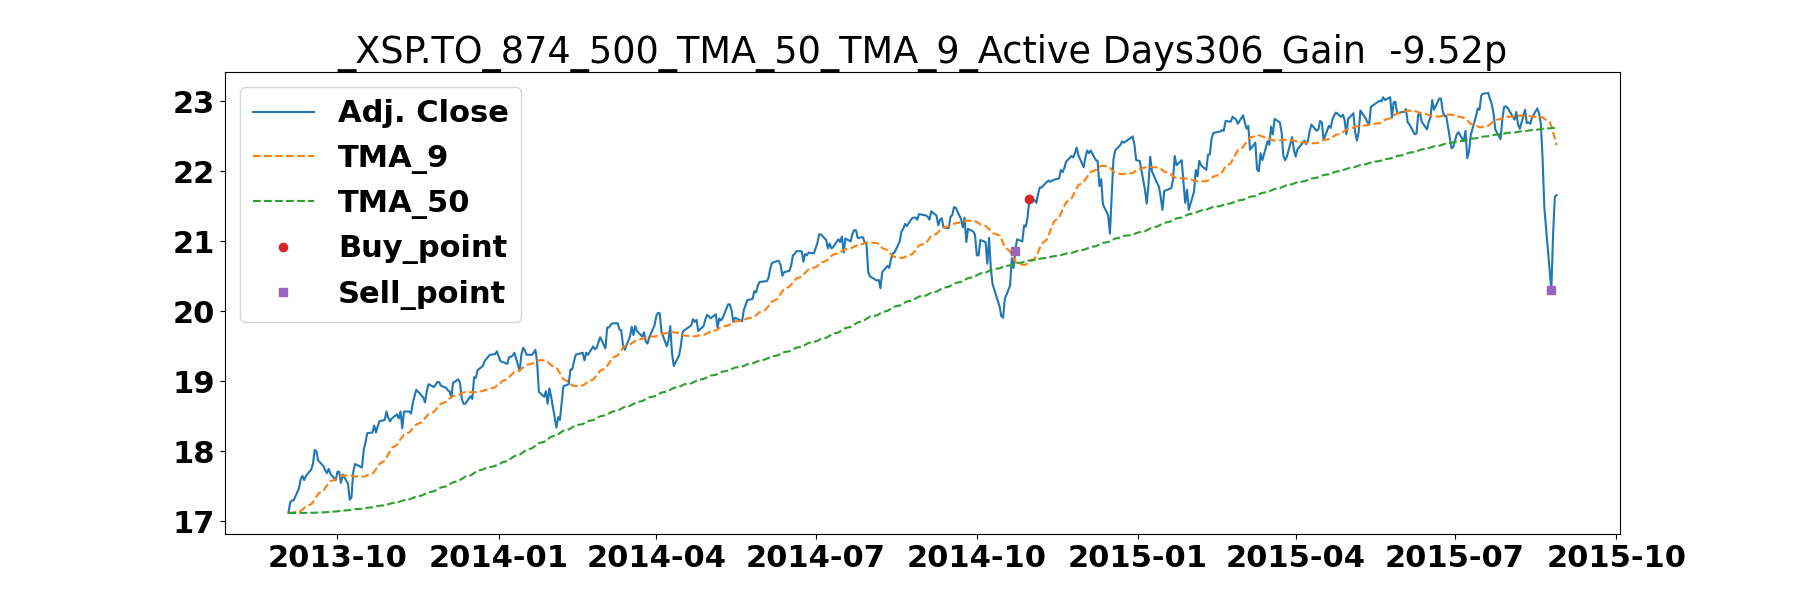 _XSP.TO_874_500_TMA_50_TMA_9_Active Days306_Gain  -9.52p
Adj. Close
TMA_9
TMA_50
Buy_point
Sell_point
23
22
21
20
19
18
17
2013-10 2014-01 2014-04 2014-07 2014-10 2015-01 2015-04 2015-07 2015-10